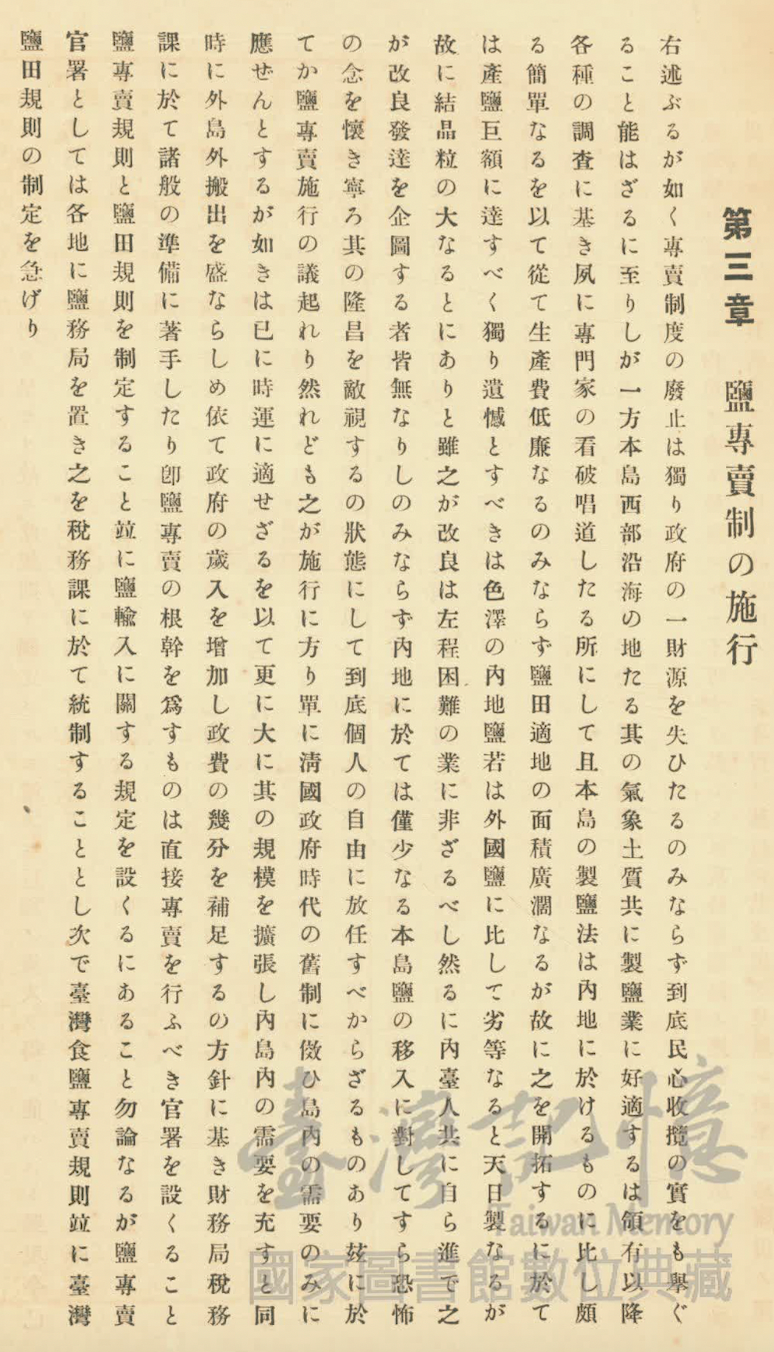 第三章　鹽專賣制の施行
右述ぶるが如く專賣制度の廢止は獨り政府の一財源を失ひたるのみならず到底民心收攬の實をも擧ぐ
ること能はざるに至りしが一方本島西部沿海の地たる其の氣象土質共に製鹽業に好適するは領有以降
各種の調査に基き夙に專門家の看破唱道したる所にして且本島の製鹽法は內地に於けるものに比し頗
る簡單なるを以て從て生產費低廉なるのみならず鹽田適地の面積廣濶なるが故に之を開拓するに於て
は產鹽巨額に達すべく獨り遺憾とすべきは色澤の內地鹽若は外國鹽に比して劣等なると天日製なるが
故に結晶粒の大なるとにありと雖之が改良は左程困難の業に非ざるべし然るに內臺人共に自ら進で之
が改良發達を企圖する者皆無なりしのみならず內地に於ては僅少なる本島鹽の移入に對してすら恐怖
の念を懷き寧ろ其の隆昌を敵視するの狀態にして到底個人の自由に放任すべからざるものあり玆に於
てか鹽專賣施行の議起れり然れども之が施行に方り單に淸國政府時代の舊制に倣ひ島內の需要のみに
應ぜんとするが如きは已に時運に適せざるを以て更に大に其の規模を擴張し內島內の需要を充すと同
時に外島外搬出を盛ならしめ依て政府の歲入を增加し政費の幾分を補足するの方針に基き財務局稅務
課に於て諸般の準備に著手したり卽鹽專賣の根幹を爲すものは直接專賣を行ふべき官署を設くること
鹽專賣規則と鹽田規則を制定すること竝に鹽輸入に關する規定を設くるにあること勿論なるが鹽專賣
官署としては各地に鹽務局を置き之を稅務課に於て統制することとし次で臺灣食鹽專賣規則竝に臺灣
鹽田規則の制定を急げり
臺灣記憶
Taiwan Memory
國家圖書館數位典藏